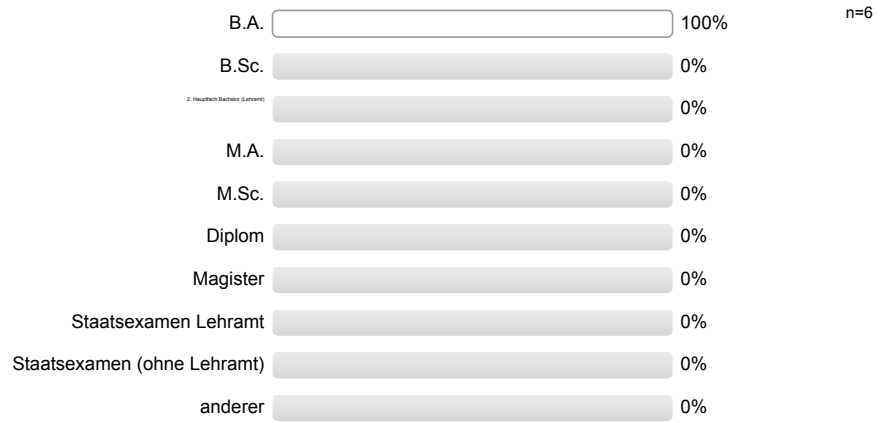 n=6
B.A. 100%
B.Sc. 0%
2. Hauptfach Bachelor (Lehramt) 0%
M.A. 0%
M.Sc. 0%
Diplom 0%
Magister 0%
Staatsexamen Lehramt 0%
Staatsexamen (ohne Lehramt) 0%
anderer 0%